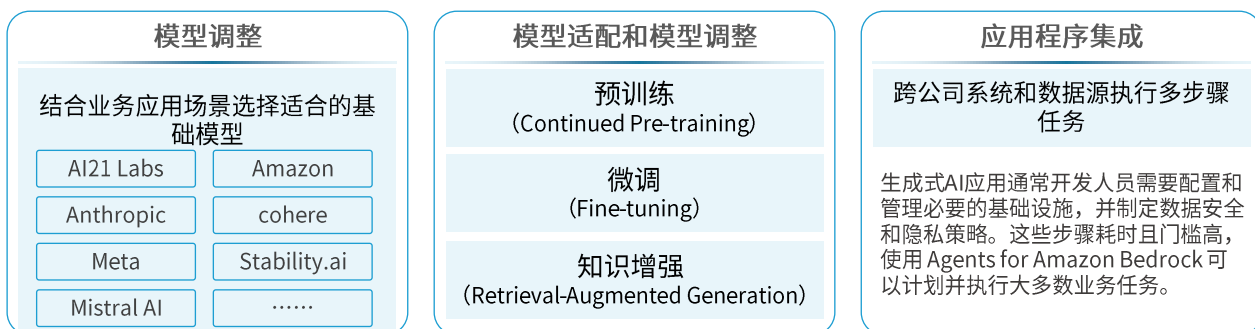 模型调整
结合业务应用场景选择适合的基
础模型
AI21 Labs
Amazon
Anthropic
cohere
Meta
Stability.ai
Mistral AI
……
模型适配和模型调整
预训练
（Continued Pre-training）
微调
（Fine-tuning）
知识增强
（Retrieval-Augmented Generation）
应用程序集成
跨公司系统和数据源执行多步骤
任务
生成式AI应用通常开发人员需要配置和
管理必要的基础设施，并制定数据安全
和隐私策略。这些步骤耗时且门槛高，
使用 Agents for Amazon Bedrock 可
以计划并执行大多数业务任务。